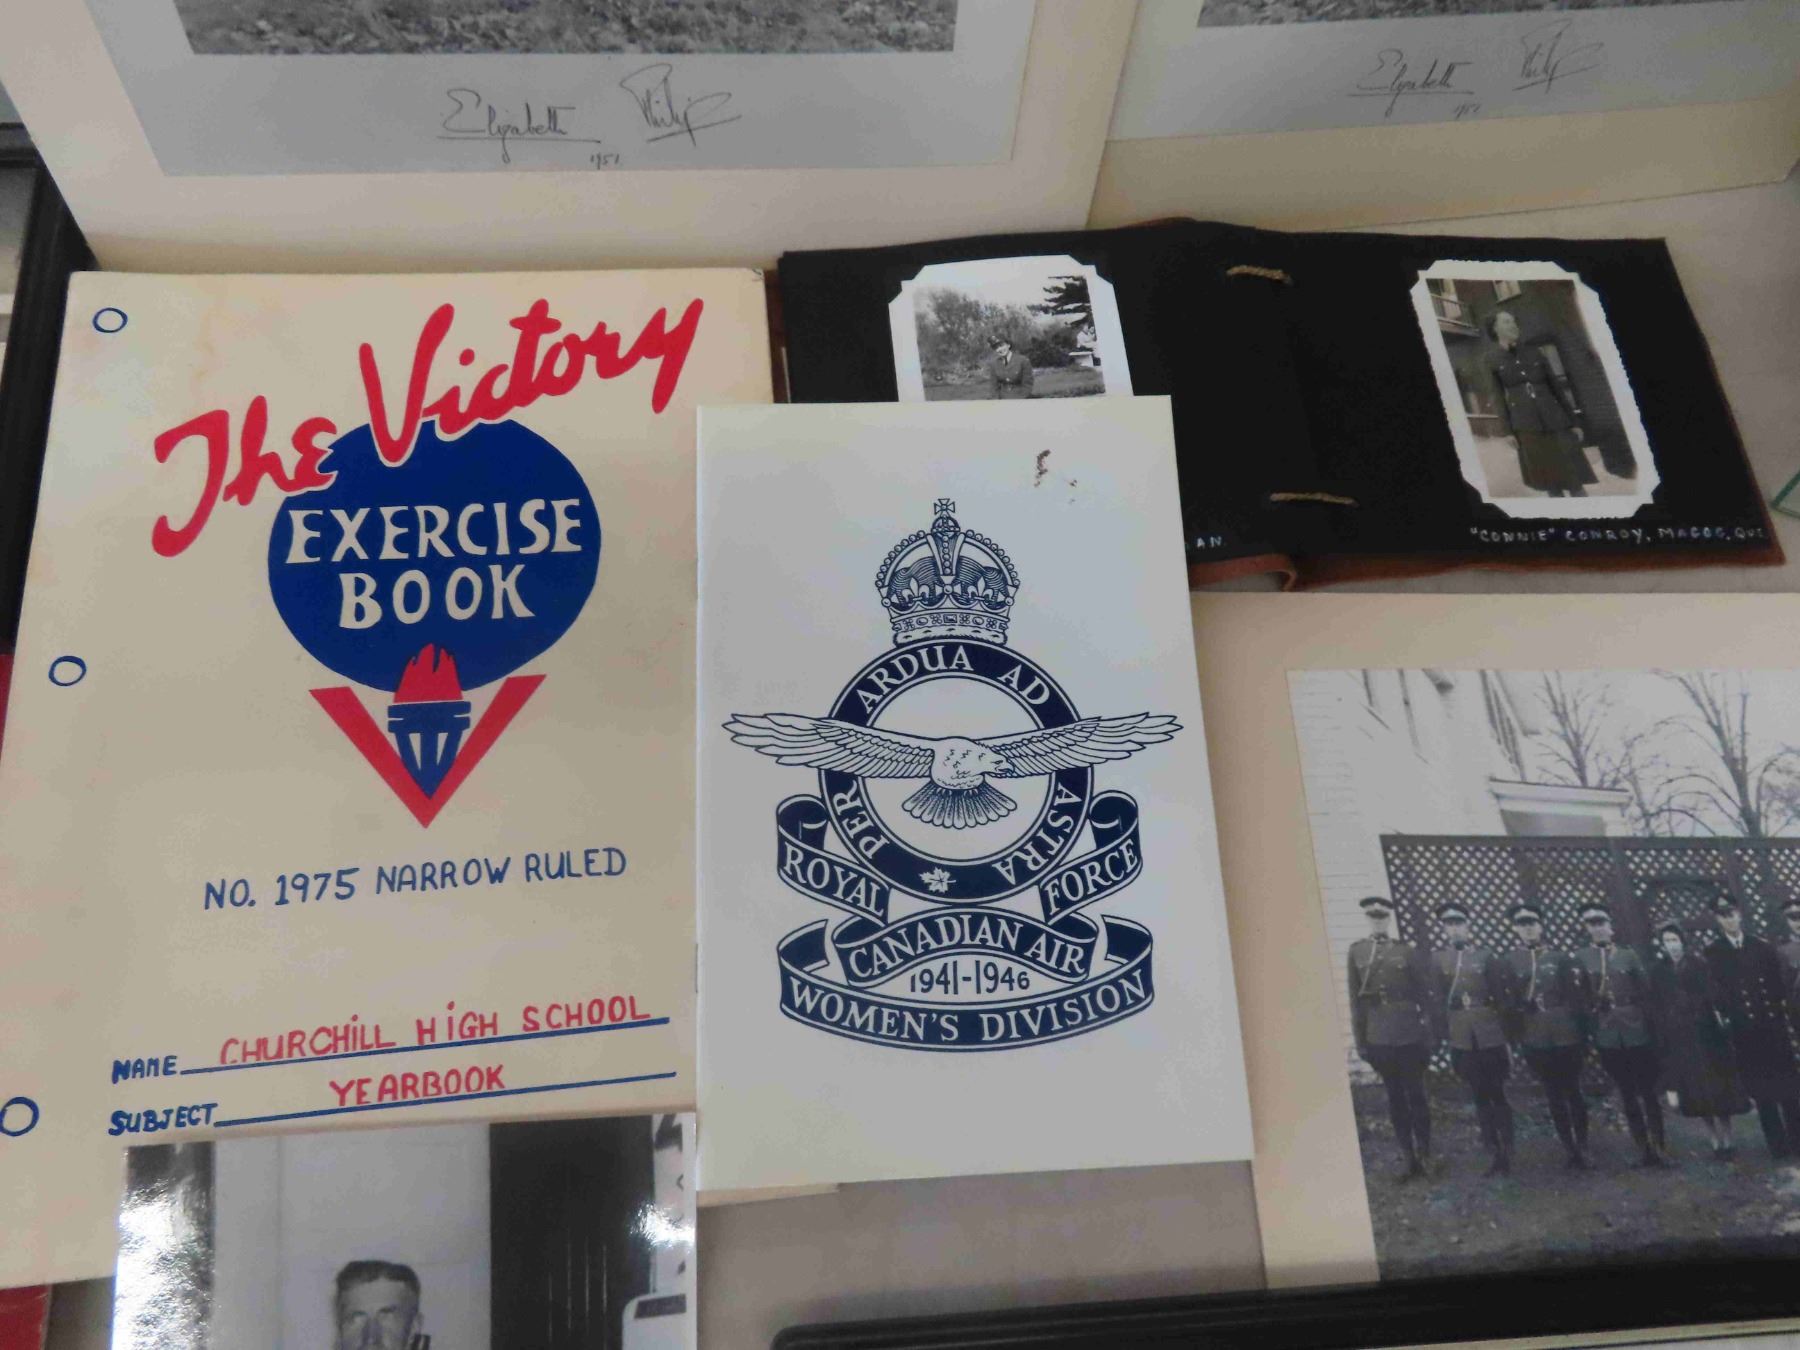 Elizabeth Philip
1951
Elizabeth Philip
The Victory
EXERCISE
BOOK
NO. 1975 NARROW RULED
NAME CHURCHILL HIGH SCHOOL
SUBJECT YEARBOOK
PER ARDUA AD ASTRA
ROYAL CANADIAN AIR FORCE
1941-1946
WOMEN'S DIVISION
AN.
"CONNIE" CONROY, MAGOG, QUE